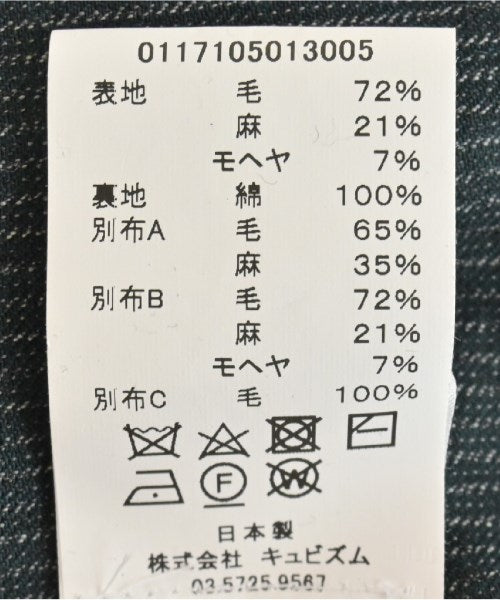 0117105013005
表地 毛 72%
麻 21%
モヘヤ 7%
裏地 綿 100%
別布A 毛 65%
麻 35%
別布B 毛 72%
麻 21%
モヘヤ 7%
別布C 毛 100%
F W
日本製
株式会社 キュビズム
03.5725.9567